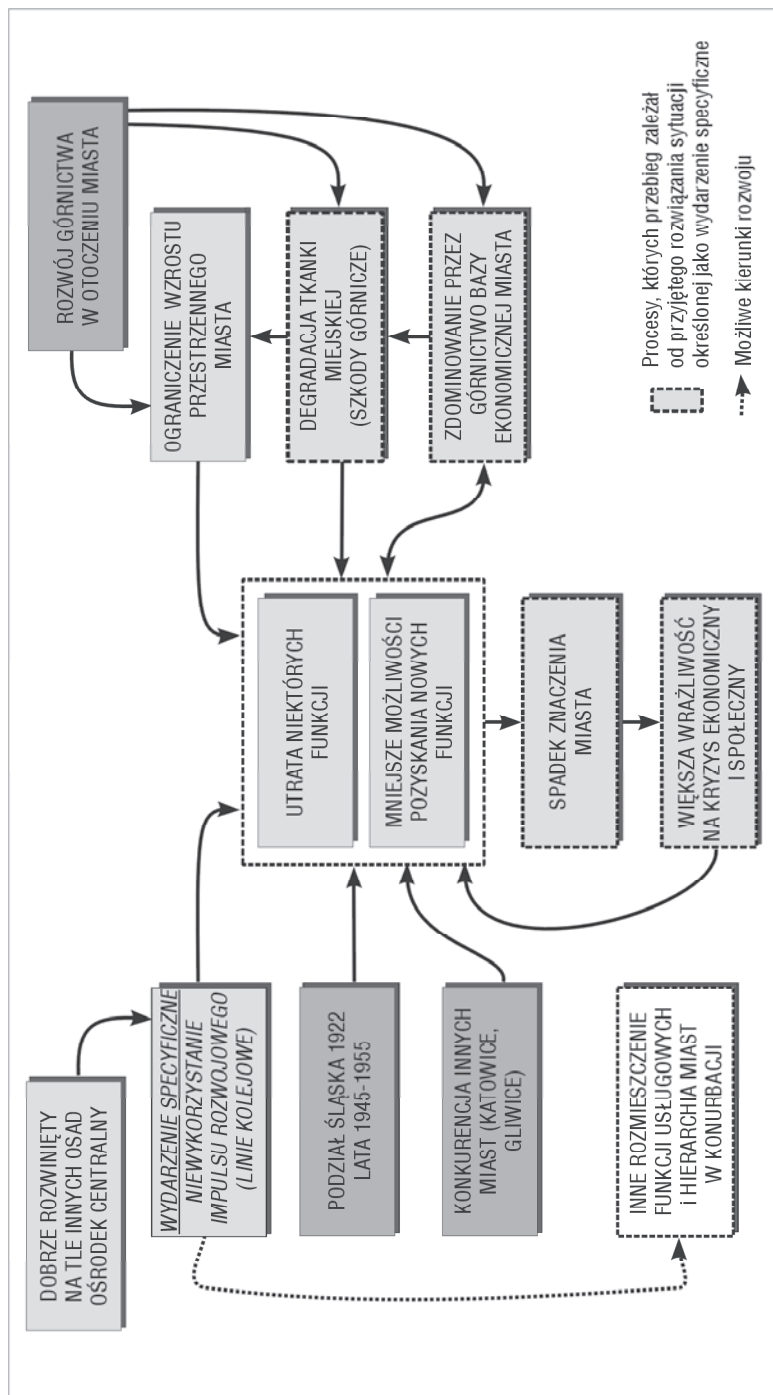 DOBRZE ROZWINIĘTY
NA TLE INNYCH OSAD
OŚRODEK CENTRALNY
WYDARZENIE SPECYFICZNE
NIEWYKORZYSTANIE
IMPULSU ROZWOJOWEGO
(LINIE KOLEJOWE)
PODZIAŁ ŚLĄSKA 1922
LATA 1945-1955
KONKURENCJA INNYCH
MIAST (KATOWICE,
GLIWICE)
INNE ROZMIESZCZENIE
FUNKCJI USŁUGOWYCH
I HIERARCHIA MIAST
W KONURBACJI
UTRATA NIEKTÓRYCH
FUNKCJI
MNIEJSZE MOŻLIWOŚCI
POZYSKANIA NOWYCH
FUNKCJI
SPADEK ZNACZENIA
MIASTA
WIĘKSZA WRAŻLIWOŚĆ
NA KRYZYS EKONOMICZNY
I SPOŁECZNY
ROZWÓJ GÓRNICTWA
W OTOCZENIU MIASTA
OGRANICZENIE WZROSTU
PRZESTRZENNEGO
MIASTA
DEGRADACJA TKANKI
MIEJSKIEJ
(SZKODY GÓRNICZE)
ZDOMINOWANIE PRZEZ
GÓRNICTWO BAZY
EKONOMICZNEJ MIASTA
Procesy, których przebieg zależał
od przyjętego rozwiązania sytuacji
określonej jako wydarzenie specyficzne
Możliwe kierunki rozwoju